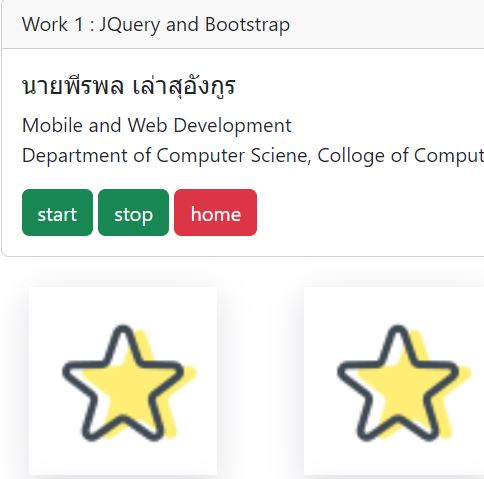 Work 1 : JQuery and Bootstrap
นายพีรพล เล่าสุอังกูร
Mobile and Web Development
Department of Computer Sciene, Colloge of Comput
start stop home